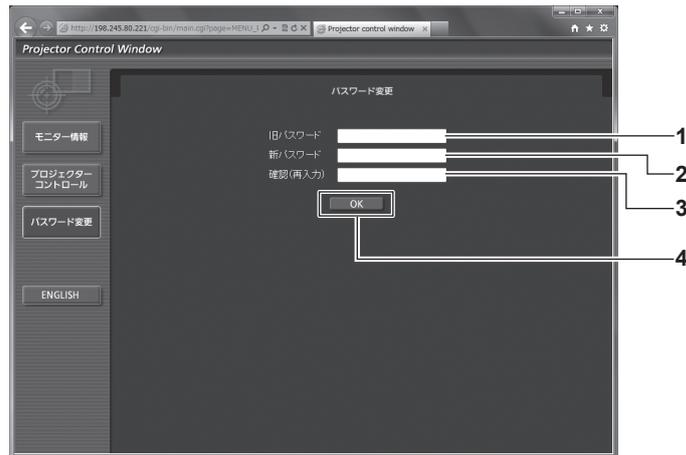 http://198.245.80.221/cgi-bin/main.cgi?page=MENU_
Projector control window
Projector Control Window
パスワード変更
旧パスワード
1
モニター情報
新パスワード
2
プロジェクター
コントロール
確認(再入力)
3
OK
パスワード変更
4
ENGLISH